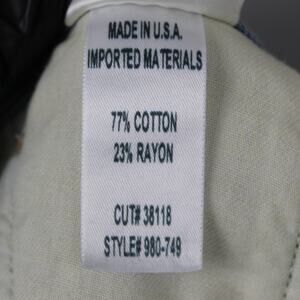 MADE IN U.S.A.
IMPORTED MATERIALS
77% COTTON
23% RAYON
CUT# 38118
STYLE# 980-749